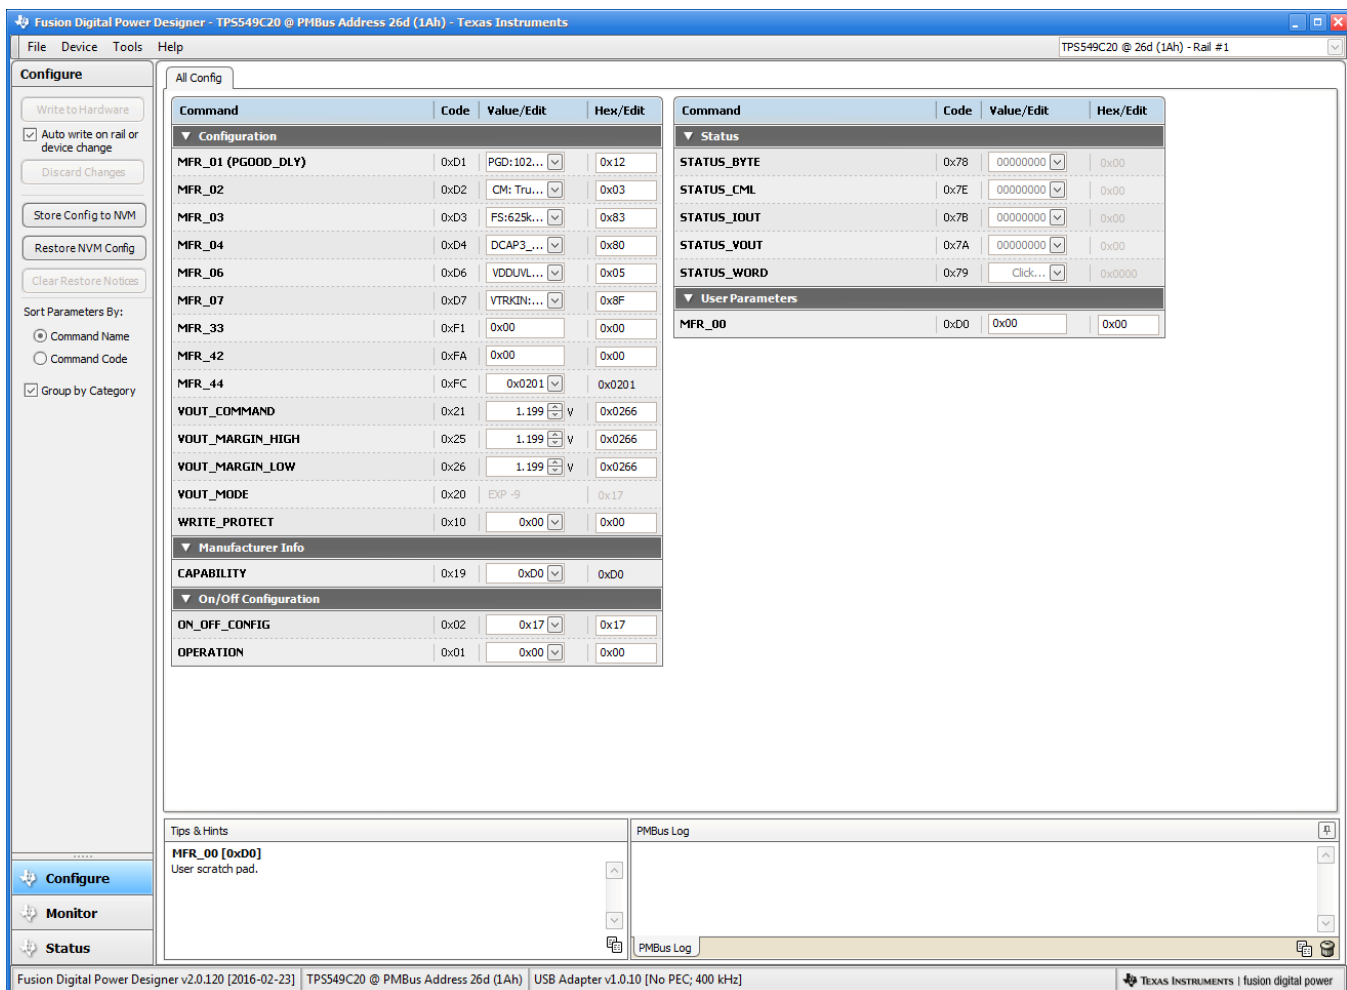 Fusion Digital Power Designer - TPS549C20 @ PMBus Address 26d (1Ah) - Texas Instruments
File Device Tools Help
TPS549C20 @ 26d (1Ah) - Rail #1
Configure
Write to Hardware
Auto write on rail or
device change
Discard Changes
Store Config to NVM
Restore NVM Config
Clear Restore Notices
Sort Parameters By:
Command Name
Command Code
Group by Category
Configure
Monitor
Status
All Config
Command Code Value/Edit Hex/Edit
Configuration
MFR_01 (PGOOD_DLY) 0xD1 PGD:102... 0x12
MFR_02 0xD2 CM: Tru... 0x03
MFR_03 0xD3 FS:625k... 0x83
MFR_04 0xD4 DCAP3_... 0x80
MFR_06 0xD6 VDDUVL... 0x05
MFR_07 0xD7 VTRKIN:... 0x8F
MFR_33 0xF1 0x00 0x00
MFR_42 0xFA 0x00 0x00
MFR_44 0xFC 0x0201 0x0201
VOUT_COMMAND 0x21 1.199 V 0x0266
VOUT_MARGIN_HIGH 0x25 1.199 V 0x0266
VOUT_MARGIN_LOW 0x26 1.199 V 0x0266
VOUT_MODE 0x20 EXP -9 0x17
WRITE_PROTECT 0x10 0x00 0x00
Manufacturer Info
CAPABILITY 0x19 0xD0 0xD0
On/Off Configuration
ON_OFF_CONFIG 0x02 0x17 0x17
OPERATION 0x01 0x00 0x00
Command Code Value/Edit Hex/Edit
Status
STATUS_BYTE 0x78 00000000 0x00
STATUS_CML 0x7E 00000000 0x00
STATUS_IOUT 0x7B 00000000 0x00
STATUS_VOUT 0x7A 00000000 0x00
STATUS_WORD 0x79 Click... 0x0000
User Parameters
MFR_00 0xD0 0x00 0x00
Tips & Hints
MFR_00 [0xD0]
User scratch pad.
PMBus Log
PMBus Log
Fusion Digital Power Designer v2.0.120 [2016-02-23] TPS549C20 @ PMBus Address 26d (1Ah) USB Adapter v1.0.10 [No PEC; 400 kHz] TEXAS INSTRUMENTS | fusion digital power